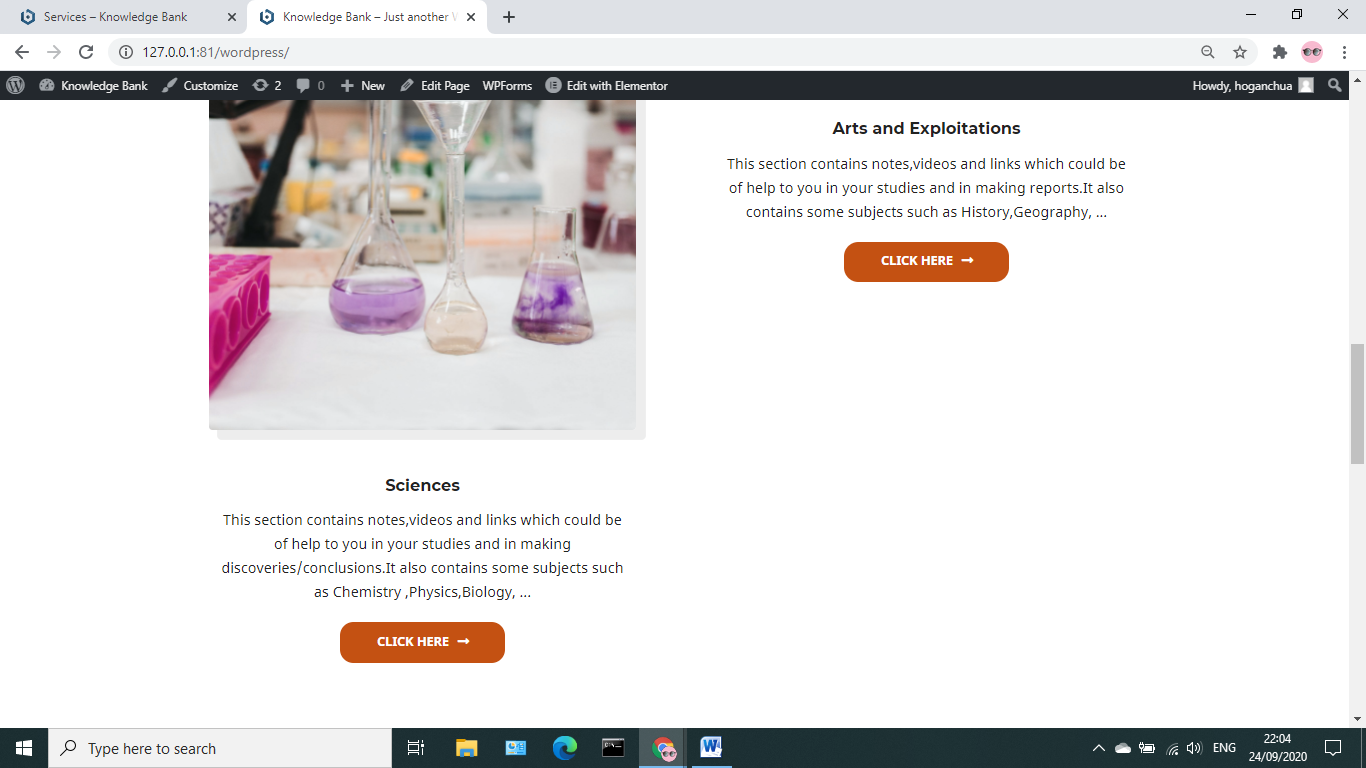 Services – Knowledge Bank
Knowledge Bank – Just another W
127.0.0.1:81/wordpress/
Knowledge Bank
Customize
2
0
New
Edit Page
WPForms
Edit with Elementor
Howdy, hoganchua
Arts and Exploitations
This section contains notes,videos and links which could be
of help to you in your studies and in making reports.It also
contains some subjects such as History,Geography, ...
CLICK HERE
Sciences
This section contains notes,videos and links which could be
of help to you in your studies and in making
discoveries/conclusions.It also contains some subjects such
as Chemistry ,Physics,Biology, ...
CLICK HERE
Type here to search
ENG
22:04
24/09/2020